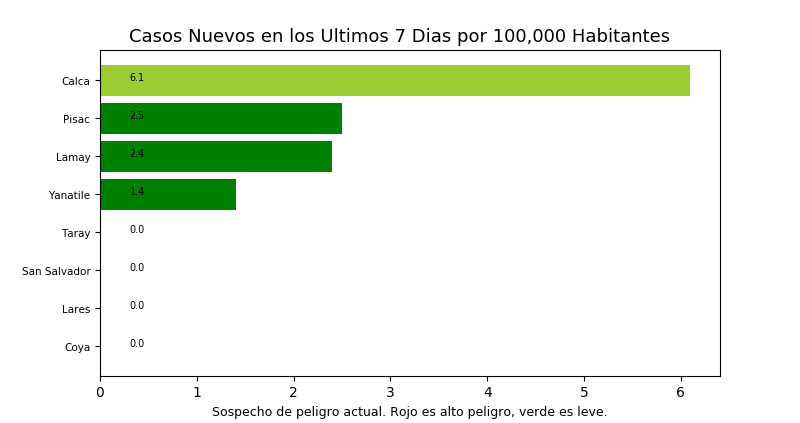 Casos Nuevos en los Ultimos 7 Dias por 100,000 Habitantes
Calca 6.1
Pisac 2.5
Lamay 2.4
Yanatile 1.4
Taray 0.0
San Salvador 0.0
Lares 0.0
Coya 0.0
0 1 2 3 4 5 6
Sospecho de peligro actual. Rojo es alto peligro, verde es leve.